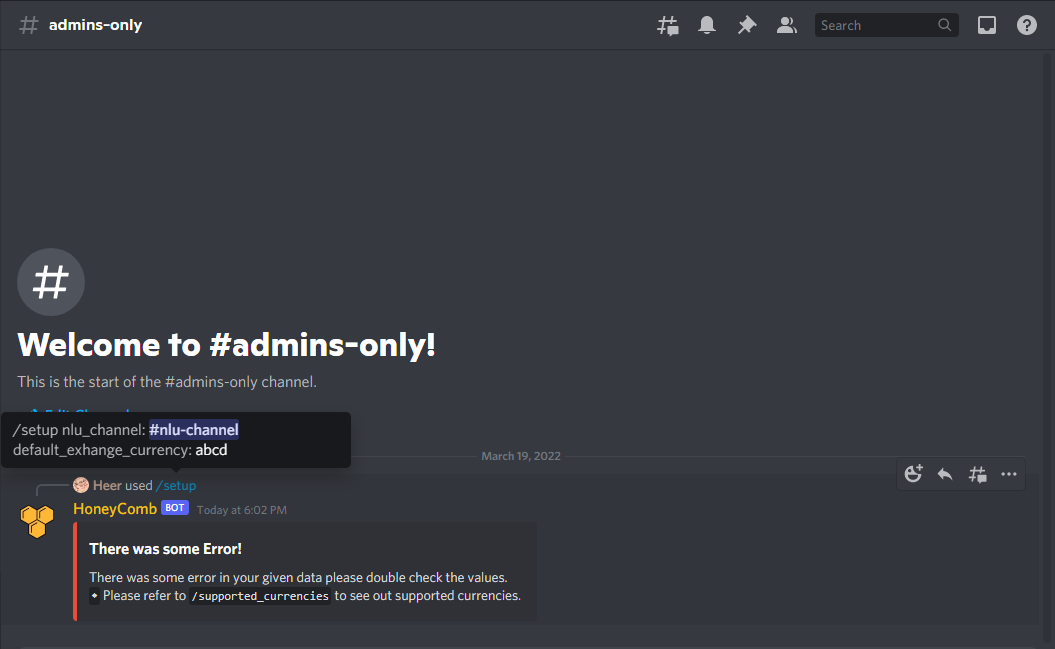 admins-only
Search
Welcome to #admins-only!
This is the start of the #admins-only channel.
/setup nlu_channel: #nlu-channel
default_exhange_currency: abcd
March 19, 2022
Heer used /setup
HoneyComb BOT Today at 6:02 PM
There was some Error!
There was some error in your given data please double check the values.
* Please refer to /supported_currencies to see out supported currencies.